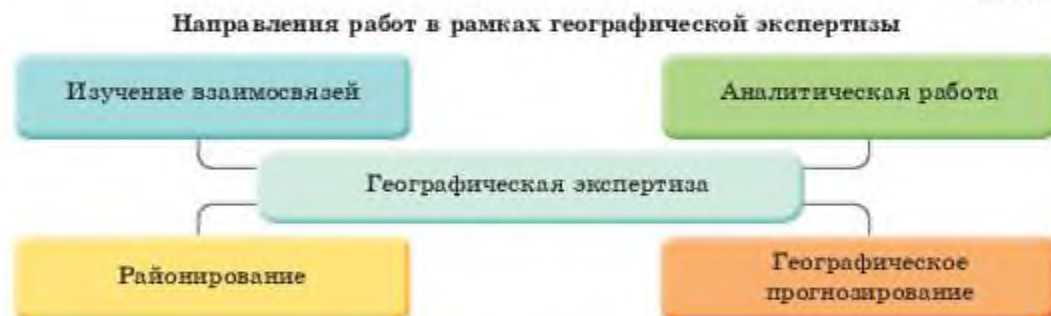 Направления работ в рамках географической экспертизы
Изучение взаимосвязей
Аналитическая работа
Географическая экспертиза
Районирование
Географическое
прогнозирование